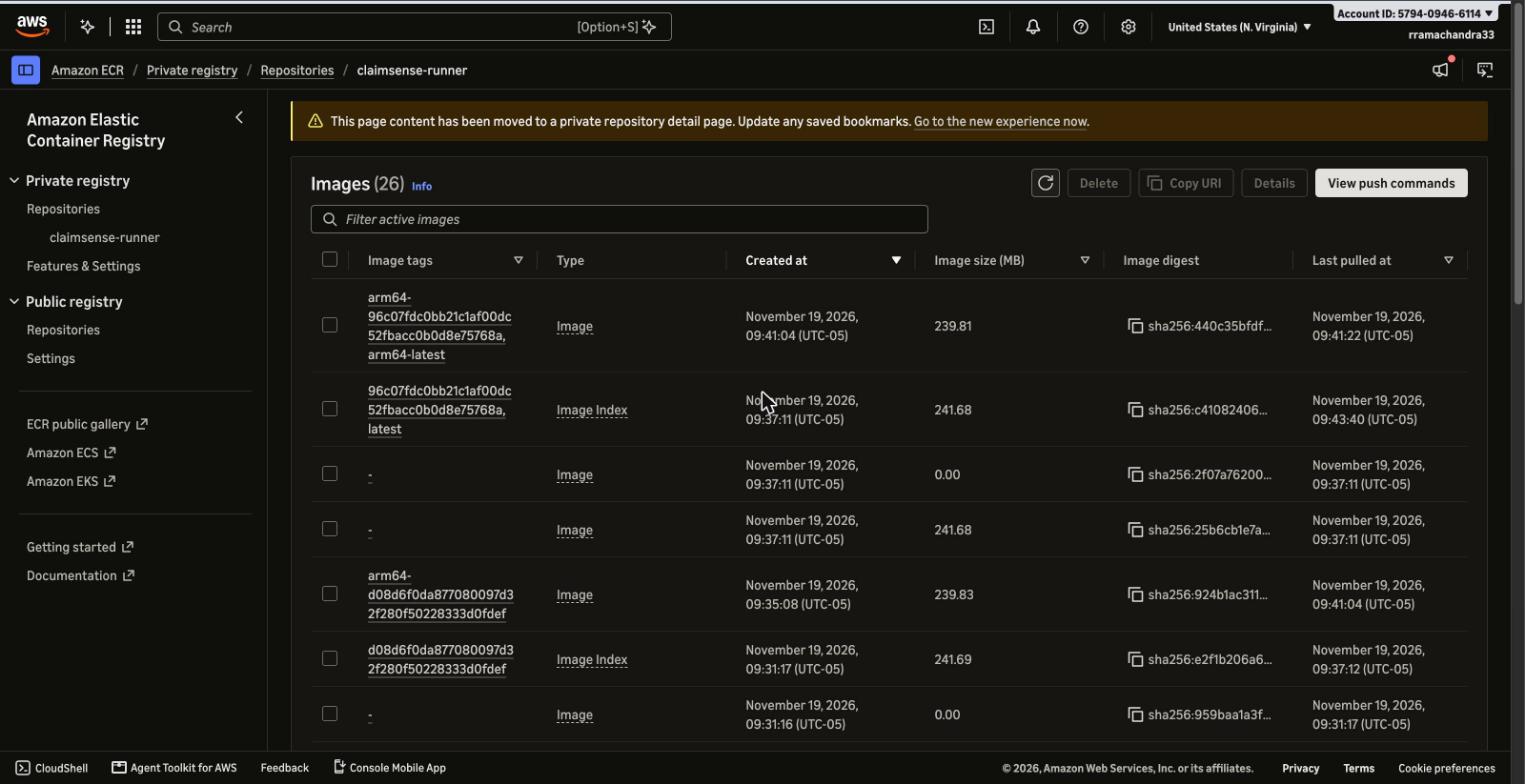 aws
Search [Option+S]
United States (N. Virginia)
Account ID: 5794-0946-6114
rramachandra33
Amazon ECR / Private registry / Repositories / claimsense-runner
Amazon Elastic
Container Registry
Private registry
Repositories
claimsense-runner
Features & Settings
Public registry
Repositories
Settings
ECR public gallery
Amazon ECS
Amazon EKS
Getting started
Documentation
This page content has been moved to a private repository detail page. Update any saved bookmarks. Go to the new experience now.
Images (26) Info
Delete Copy URI Details View push commands
Filter active images
Image tags Type Created at Image size (MB) Image digest Last pulled at
arm64-
96c07fdc0bb21c1af00dc
52fbacc0b0d8e75768a,
arm64-latest
Image
November 19, 2026,
09:41:04 (UTC-05)
239.81
sha256:440c35bfdf...
November 19, 2026,
09:41:22 (UTC-05)
96c07fdc0bb21c1af00dc
52fbacc0b0d8e75768a,
latest
Image Index
November 19, 2026,
09:37:11 (UTC-05)
241.68
sha256:c41082406...
November 19, 2026,
09:43:40 (UTC-05)
-
Image
November 19, 2026,
09:37:11 (UTC-05)
0.00
sha256:2f07a76200...
November 19, 2026,
09:37:11 (UTC-05)
-
Image
November 19, 2026,
09:37:11 (UTC-05)
241.68
sha256:25b6cb1e7a...
November 19, 2026,
09:37:11 (UTC-05)
arm64-
d08d6f0da877080097d3
2f280f50228333d0fdef
Image
November 19, 2026,
09:35:08 (UTC-05)
239.83
sha256:924b1ac311...
November 19, 2026,
09:41:04 (UTC-05)
d08d6f0da877080097d3
2f280f50228333d0fdef
Image Index
November 19, 2026,
09:31:17 (UTC-05)
241.69
sha256:e2f1b206a6...
November 19, 2026,
09:37:12 (UTC-05)
-
Image
November 19, 2026,
09:31:16 (UTC-05)
0.00
sha256:959baa1a3f...
November 19, 2026,
09:31:17 (UTC-05)
CloudShell Agent Toolkit for AWS Feedback Console Mobile App
© 2026, Amazon Web Services, Inc. or its affiliates. Privacy Terms Cookie preferences